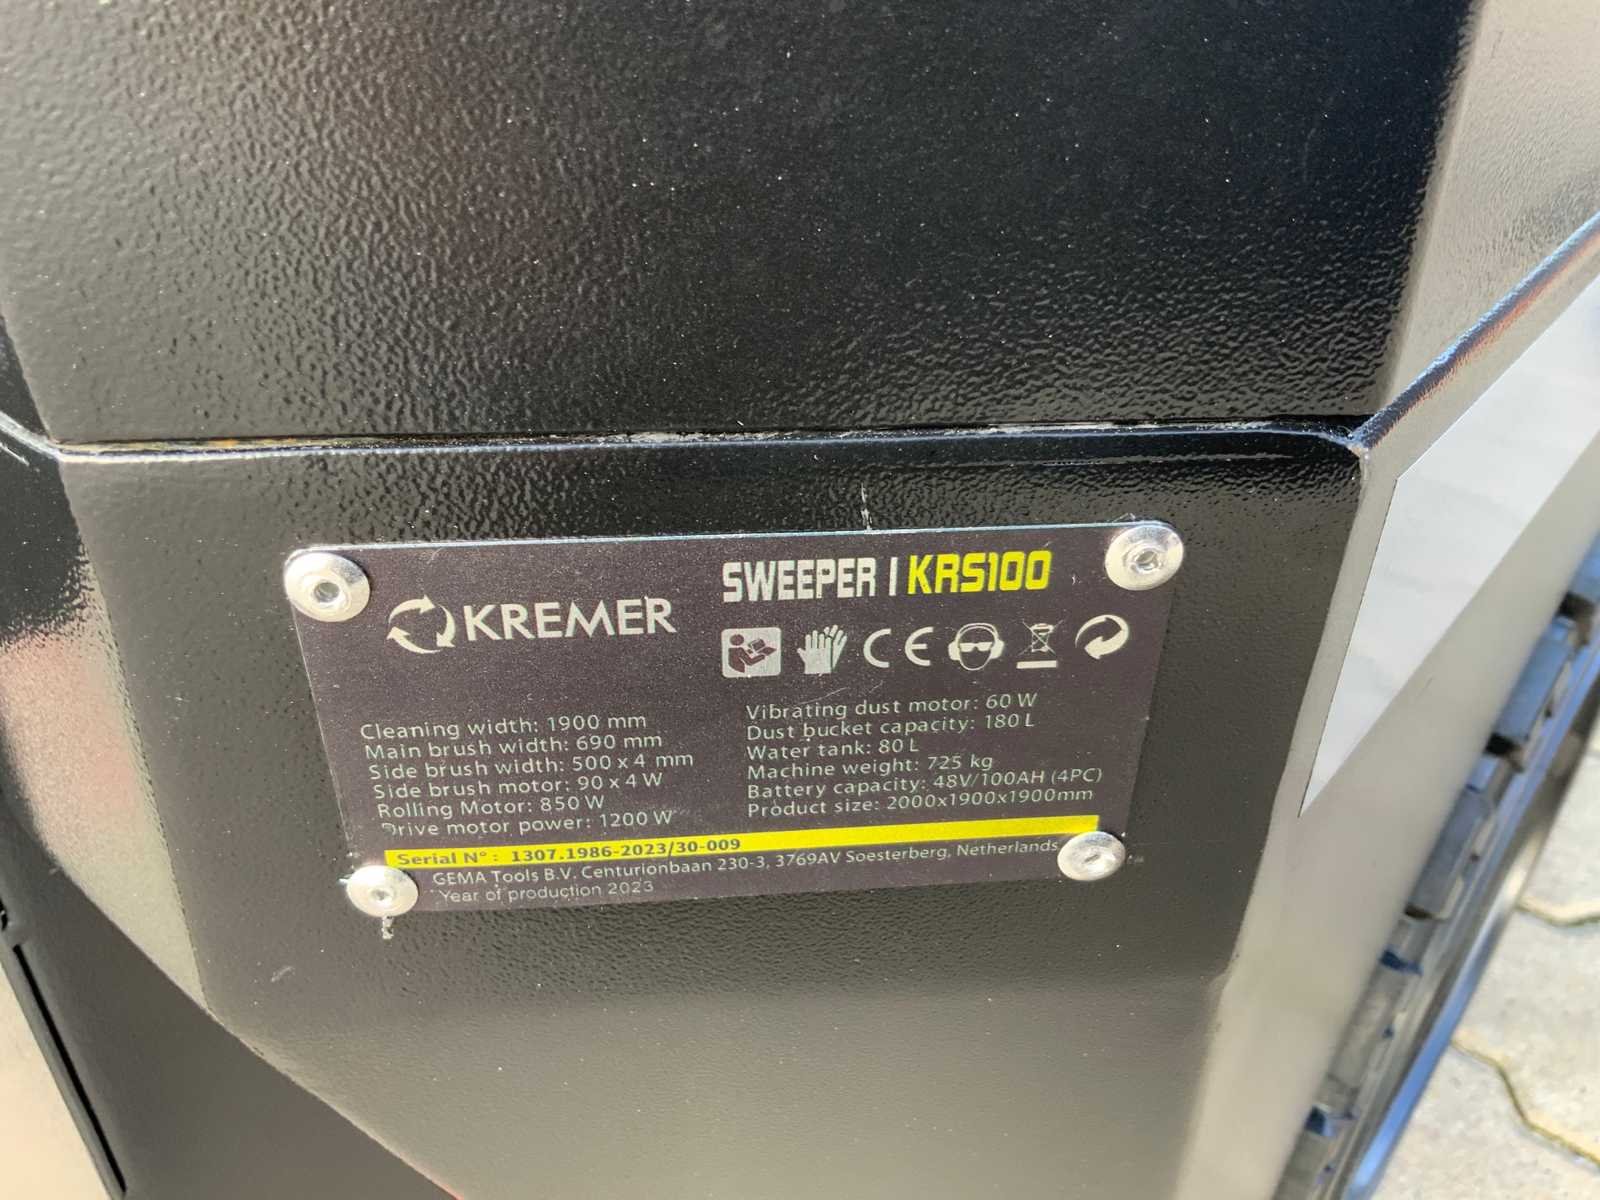 KREMER
SWEEPER | KRS100
CE
Cleaning width: 1900 mm
Main brush width: 690 mm
Side brush width: 500 x 4 mm
Side brush motor: 90 x 4 W
Rolling Motor: 850 W
Drive motor power: 1200 W
Vibrating dust motor: 60 W
Dust bucket capacity: 180 L
Water tank: 80 L
Machine weight: 725 kg
Battery capacity: 48V/100AH (4PC)
Product size: 2000x1900x1900mm
Serial N° : 1307.1986-2023/30-009
GEMA Tools B.V. Centurionbaan 230-3, 3769AV Soesterberg, Netherlands
Year of production 2023